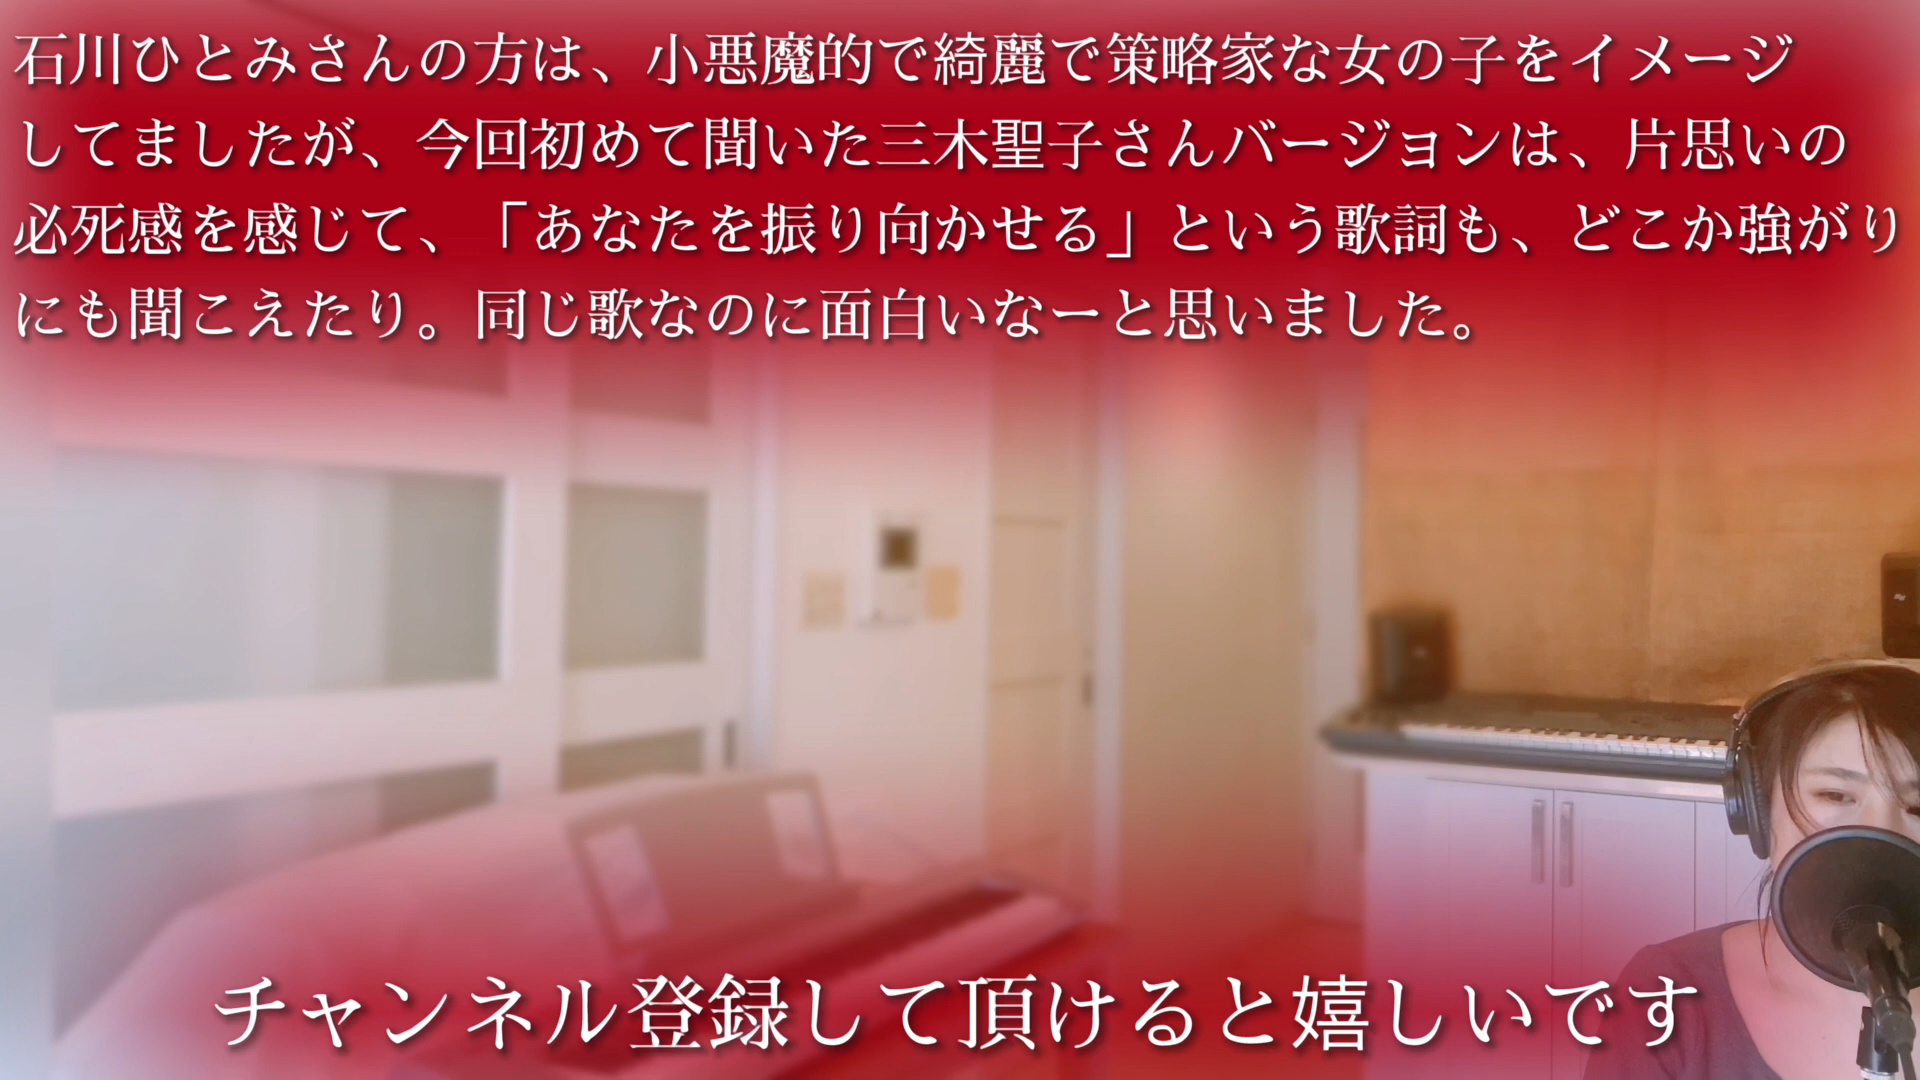 石川ひとみさんの方は、小悪魔的で綺麗で策略家な女の子をイメージ
してましたが、今回初めて聞いた三木聖子さんバージョンは、片思いの
必死感を感じて、「あなたを振り向かせる」という歌詞も、どこか強がり
にも聞こえたり。同じ歌なのに面白いなーと思いました。
チャンネル登録して頂けると嬉しいです